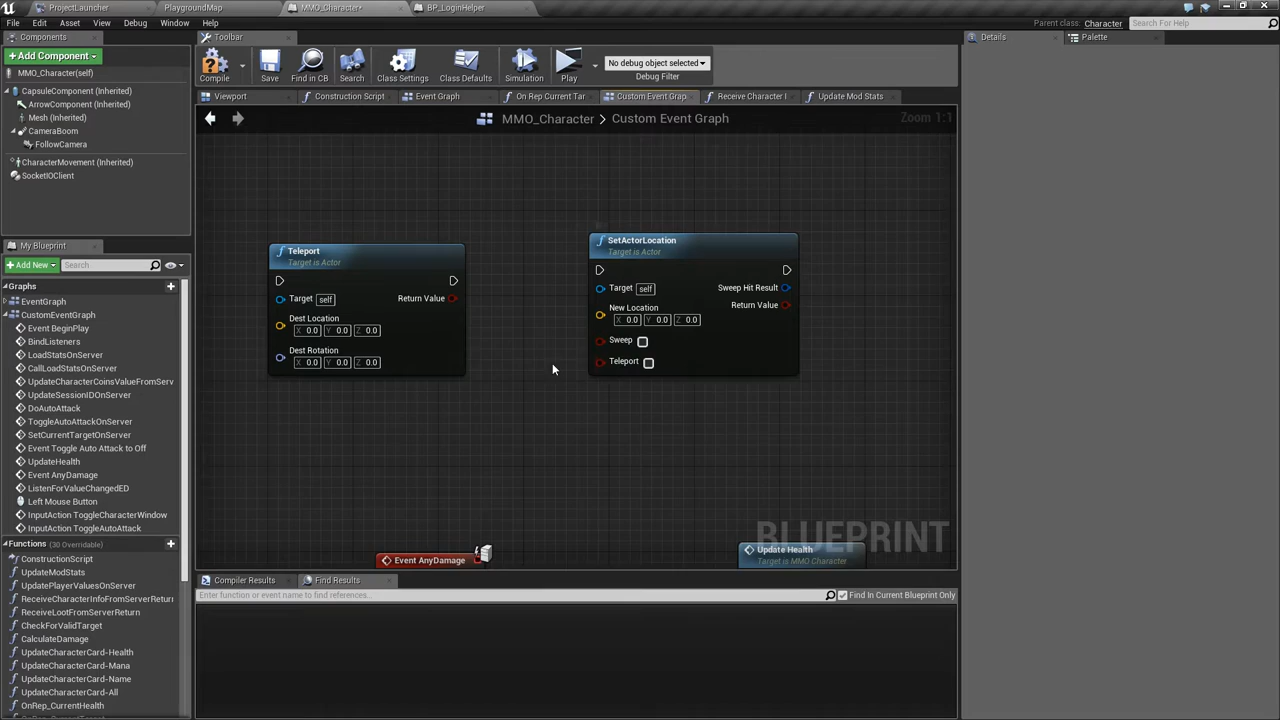 ProjectLauncher
PlaygroundMap
MMO_Character*
BP_LoginHelper
File Edit Asset View Debug Window Help
Parent class: Character
Search For Help
Components
Toolbar
Details
Palette
+Add Component
MMO_Character(self)
CapsuleComponent (Inherited)
ArrowComponent (Inherited)
Mesh (Inherited)
CameraBoom
FollowCamera
CharacterMovement (Inherited)
SocketIOClient
Compile
Save
Find in CB
Search
Class Settings
Class Defaults
Simulation
Play
No debug object selected
Debug Filter
Viewport
Construction Script
Event Graph
On Rep Current Tar
Custom Event Grap
Receive Character I
Update Mod Stats
MMO_Character > Custom Event Graph
Zoom 1:1
My Blueprint
+Add New
Search
Graphs
EventGraph
CustomEventGraph
Event BeginPlay
BindListeners
LoadStatsOnServer
CallLoadStatsOnServer
UpdateCharacterCoinsValueFromServ
UpdateSessionIDOnServer
DoAutoAttack
ToggleAutoAttackOnServer
SetCurrentTargetOnServer
Event Toggle Auto Attack to Off
UpdateHealth
Event AnyDamage
ListenForValueChangedED
Left Mouse Button
InputAction ToggleCharacterWindow
InputAction ToggleAutoAttack
Functions (30 Overridable)
ConstructionScript
UpdateModStats
UpdatePlayerValuesOnServer
ReceiveCharacterInfoFromServerReturn
ReceiveLootFromServerReturn
CheckForValidTarget
CalculateDamage
UpdateCharacterCard-Health
UpdateCharacterCard-Mana
UpdateCharacterCard-Name
UpdateCharacterCard-All
OnRep_CurrentHealth
Teleport
Target is Actor
Target self
Return Value
Dest Location
X 0.0 Y 0.0 Z 0.0
Dest Rotation
X 0.0 Y 0.0 Z 0.0
SetActorLocation
Target is Actor
Target self
Sweep Hit Result
New Location
Return Value
X 0.0 Y 0.0 Z 0.0
Sweep
Teleport
Event AnyDamage
Update Health
Target is MMO Character
BLUEPRINT
Compiler Results
Find Results
Enter function or event name to find references...
Find In Current Blueprint Only